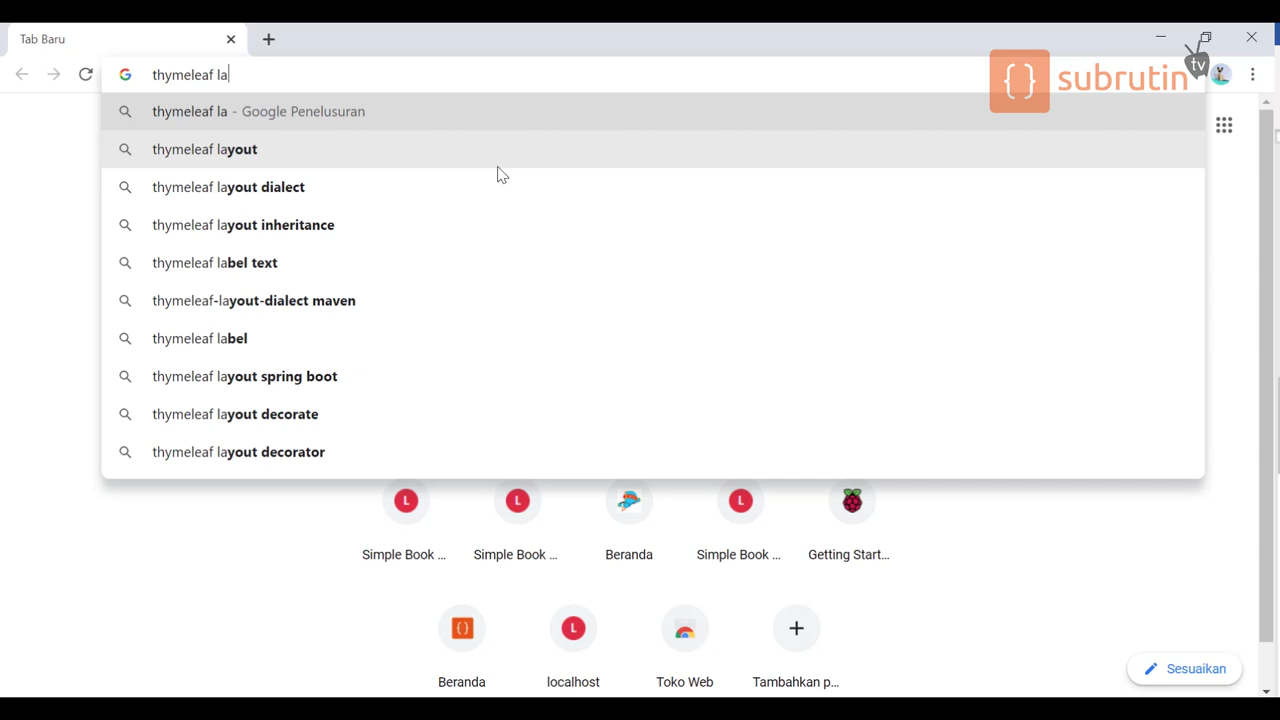 Tab Baru
thymeleaf la
{} subrutin tv
thymeleaf la - Google Penelusuran
thymeleaf layout
thymeleaf layout dialect
thymeleaf layout inheritance
thymeleaf label text
thymeleaf-layout-dialect maven
thymeleaf label
thymeleaf layout spring boot
thymeleaf layout decorate
thymeleaf layout decorator
L L L
Simple Book ... Simple Book ... Beranda Simple Book ... Getting Start...
{} L
Beranda localhost Toko Web Tambahkan p...
Sesuaikan